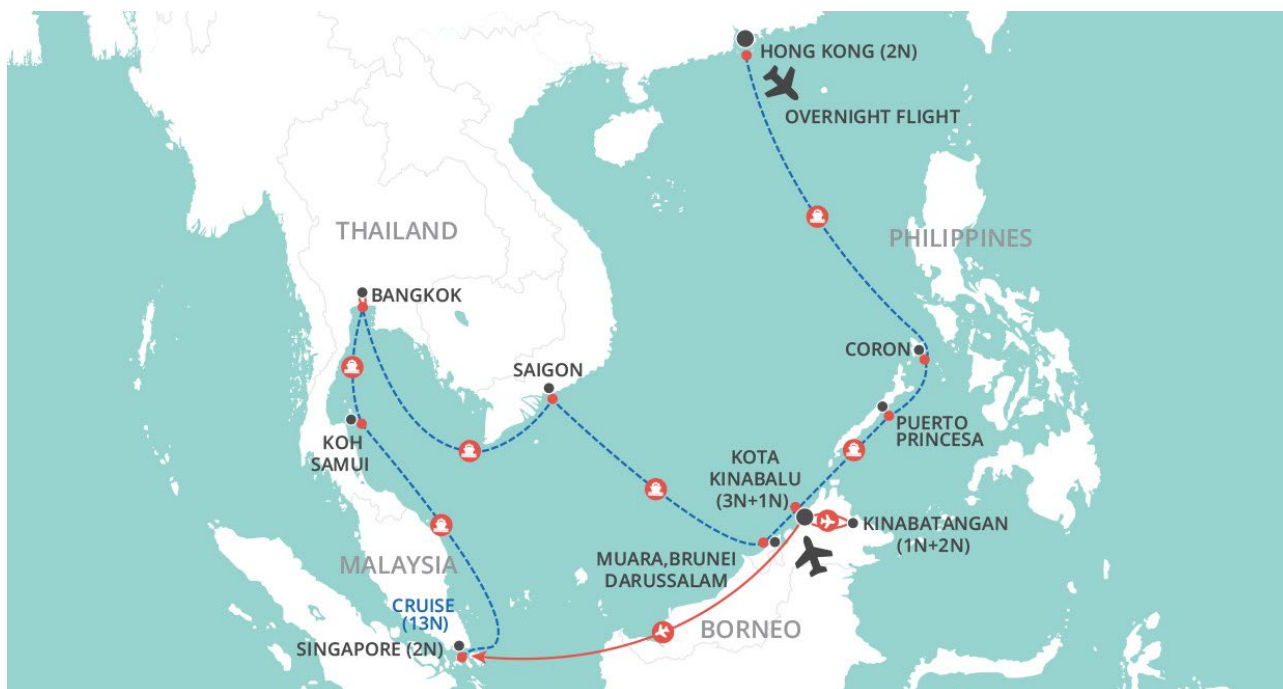 HONG KONG (2N)
OVERNIGHT FLIGHT
THAILAND
PHILIPPINES
BANGKOK
CORON
SAIGON
PUERTO
PRINCESA
KOH
SAMUI
KOTA
KINABALU
(3N+1N)
KINABATANGAN
(1N+2N)
MUARA,BRUNEI
DARUSSALAM
MALAYSIA
CRUISE
(13N)
BORNEO
SINGAPORE (2N)